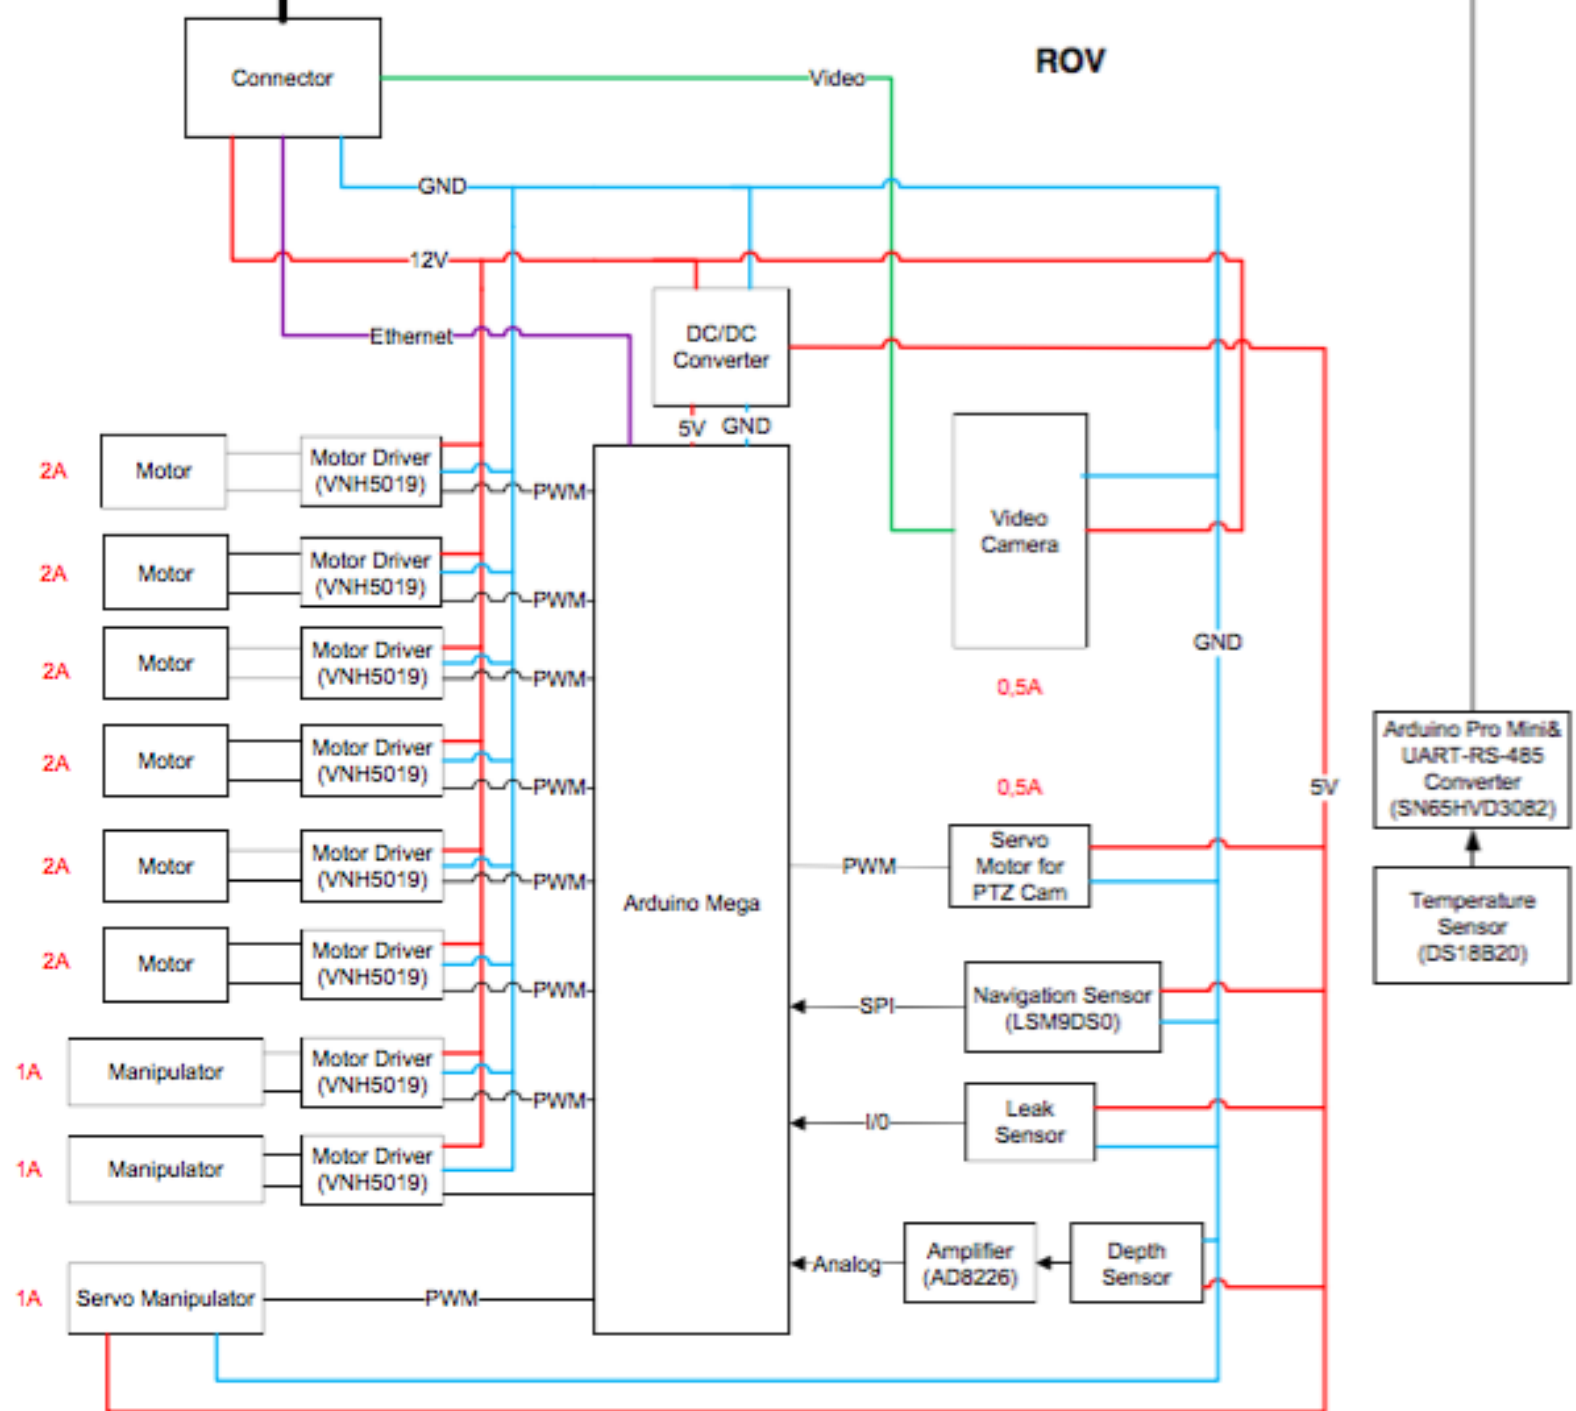 ROV
Connector
Video
GND
12V
Ethernet
DC/DC
Converter
5V
GND
2A
Motor
Motor Driver
(VNH5019)
PWM
2A
Motor
Motor Driver
(VNH5019)
PWM
2A
Motor
Motor Driver
(VNH5019)
PWM
2A
Motor
Motor Driver
(VNH5019)
PWM
2A
Motor
Motor Driver
(VNH5019)
PWM
2A
Motor
Motor Driver
(VNH5019)
PWM
1A
Manipulator
Motor Driver
(VNH5019)
PWM
1A
Manipulator
Motor Driver
(VNH5019)
1A
Servo Manipulator
PWM
Arduino Mega
Video
Camera
0,5A
GND
5V
0,5A
PWM
Servo
Motor for
PTZ Cam
SPI
Navigation Sensor
(LSM9DS0)
I/0
Leak
Sensor
Analog
Amplifier
(AD8226)
Depth
Sensor
Arduino Pro Mini&
UART-RS-485
Converter
(SN65HVD3082)
Temperature
Sensor
(DS18B20)